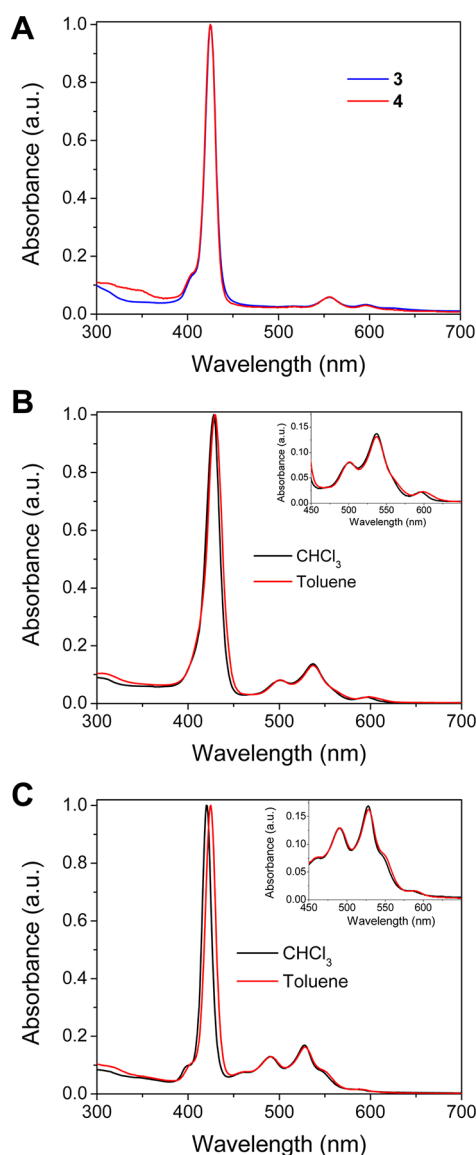 A
1.0
0.8
0.6
0.4
0.2
0.0
300 400 500 600 700
Absorbance (a.u.)
Wavelength (nm)
3
4
B
1.0
0.8
0.6
0.4
0.2
0.0
300 400 500 600 700
Absorbance (a.u.)
Wavelength (nm)
0.15
0.10
0.05
0.00
450 500 550 600
Absorbance (a.u.)
Wavelength (nm)
CHCl₃
Toluene
C
1.0
0.8
0.6
0.4
0.2
0.0
300 400 500 600 700
Absorbance (a.u.)
Wavelength (nm)
0.15
0.10
0.05
0.00
450 500 550 600
Absorbance (a.u.)
Wavelength (nm)
CHCl₃
Toluene